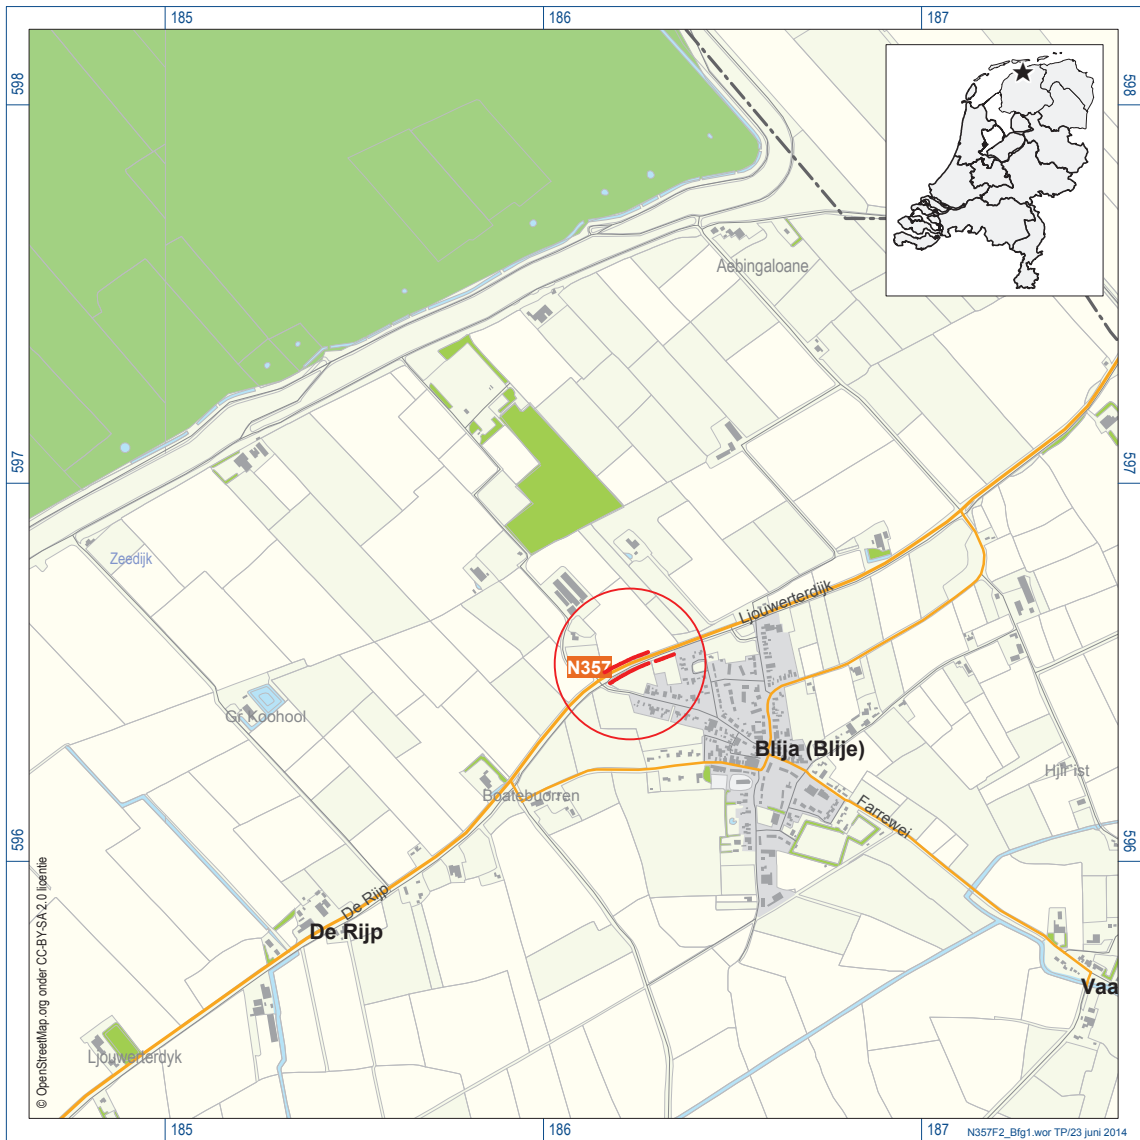 185
186
187
598
598
Aebingaloane
597
597
Zeedijk
Ljouwerterdijk
N357
Gr Koohool
Blija (Blije)
Boatebuorren
Farrewei
596
596
De Rijp
De Rijp
Vaa
Ljouwerterdyk
© OpenStreetMap.org onder CC-BY-SA 2.0 licentie
185
186
187
N357F2_Bfg1.wor TP/23 juni 2014